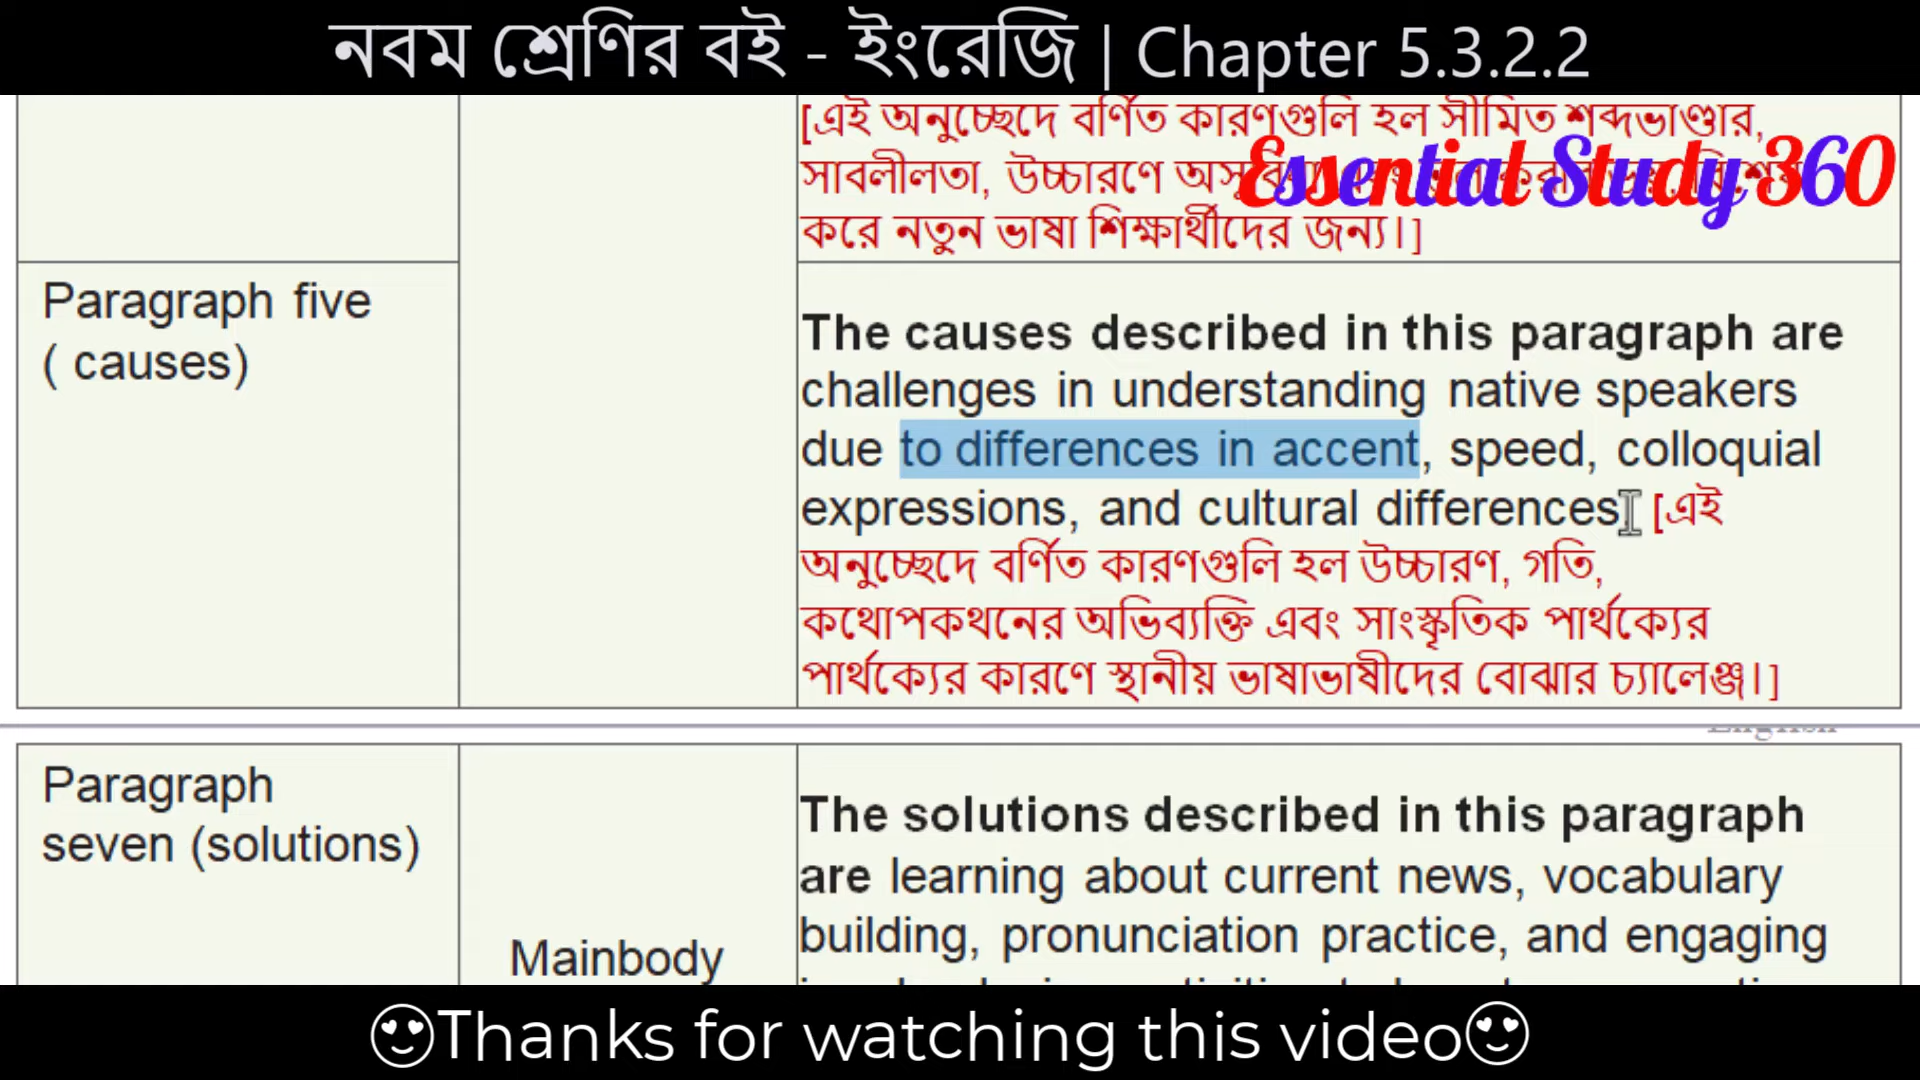 নবম শ্রেণির বই - ইংরেজি | Chapter 5.3.2.2
[এই অনুচ্ছেদে বর্ণিত কারণগুলি হল সীমিত শব্দভাণ্ডার,
Essential Study 360
সাবলীলতা, উচ্চারণে
করে নতুন ভাষা শিক্ষার্থীদের জন্য।]
Paragraph five
( causes)
The causes described in this paragraph are
challenges in understanding native speakers
due to differences in accent, speed, colloquial
expressions, and cultural differences. [এই
অনুচ্ছেদে বর্ণিত কারণগুলি হল উচ্চারণ, গতি,
কথোপকথনের অভিব্যক্তি এবং সাংস্কৃতিক পার্থক্যের
পার্থক্যের কারণে স্থানীয় ভাষাভাষীদের বোঝার চ্যালেঞ্জ।]
Paragraph
seven (solutions)
Mainbody
The solutions described in this paragraph
are learning about current news, vocabulary
building, pronunciation practice, and engaging
Thanks for watching this video